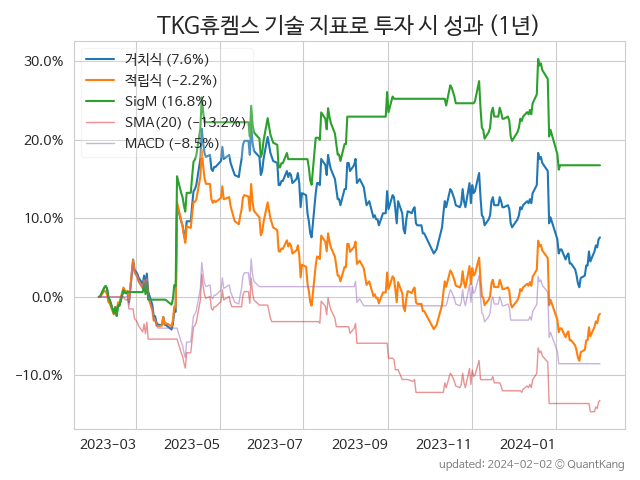 TKG휴켐스 기술 지표로 투자 시 성과 (1년)
거치식 (7.6%)
적립식 (−2.2%)
SigM (16.8%)
SMA(20) (−13.2%)
MACD (−8.5%)
30.0%
20.0%
10.0%
0.0%
−10.0%
2023-03 2023-05 2023-07 2023-09 2023-11 2024-01
updated: 2024-02-02 © QuantKang